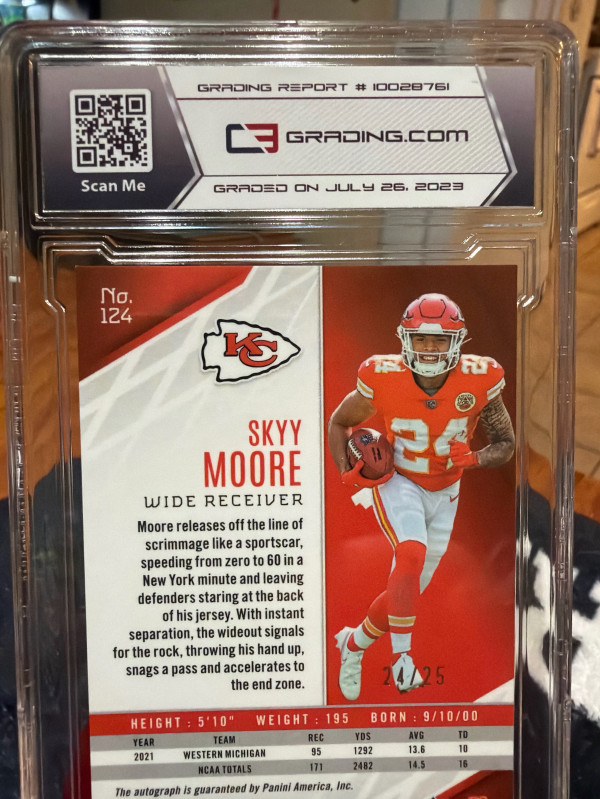 GRADING REPORT # 10028761
C3 GRADING.COM
Scan Me
GRADED ON JULY 26, 2023
No.
124
KC
SKYY
MOORE
WIDE RECEIVER
Moore releases off the line of
scrimmage like a sportscar,
speeding from zero to 60 in a
New York minute and leaving
defenders staring at the back
of his jersey. With instant
separation, the wideout signals
for the rock, throwing his hand up,
snags a pass and accelerates to
the end zone.
24
24
24/25
HEIGHT : 5'10" WEIGHT : 195 BORN : 9/10/00
YEAR TEAM REC YDS AVG TD
2021 WESTERN MICHIGAN 95 1292 13.6 10
NCAA TOTALS 171 2482 14.5 16
The autograph is guaranteed by Panini America, Inc.